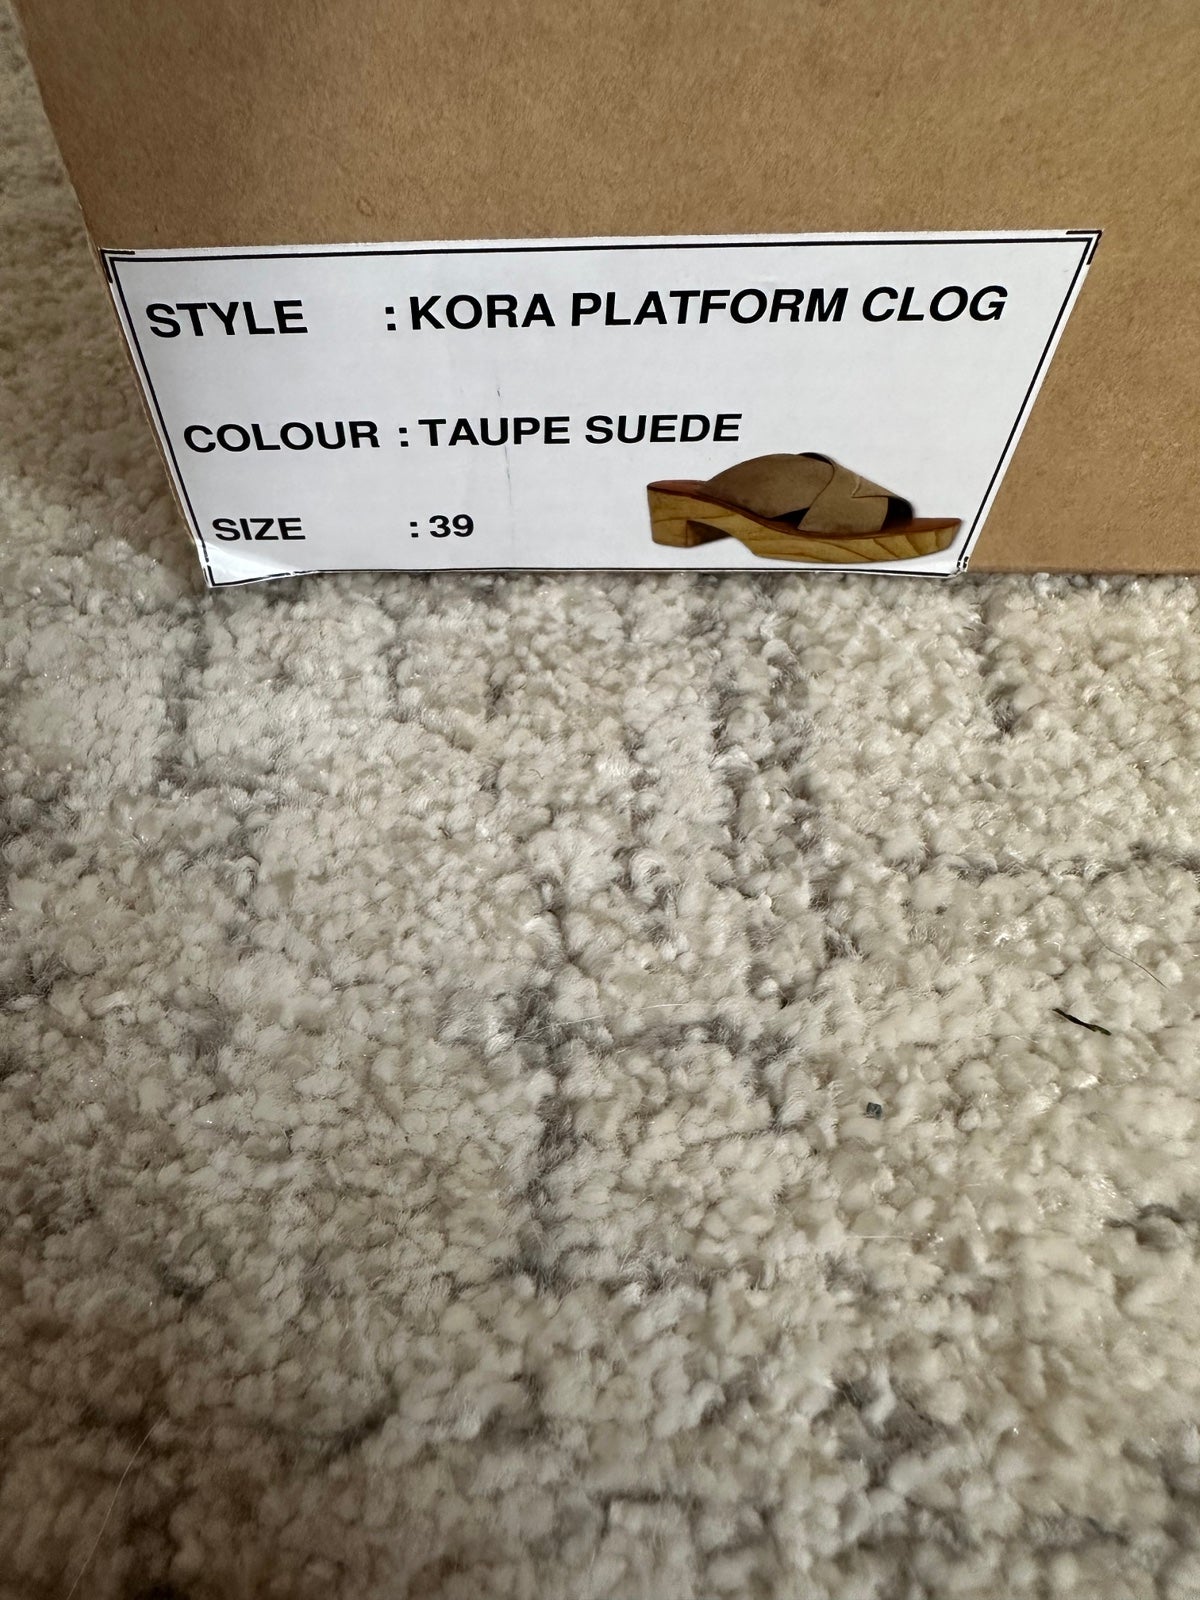 STYLE : KORA PLATFORM CLOG
COLOUR : TAUPE SUEDE
SIZE : 39